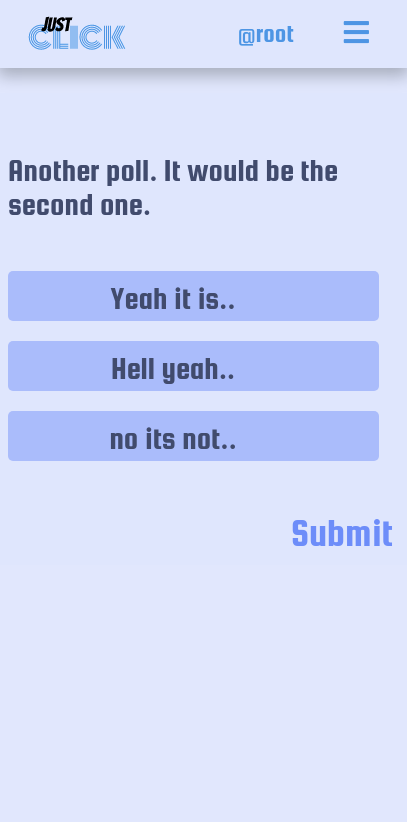 JUST
CLICK
@root
Another poll. It would be the
second one.
Yeah it is..
Hell yeah..
no its not..
Submit